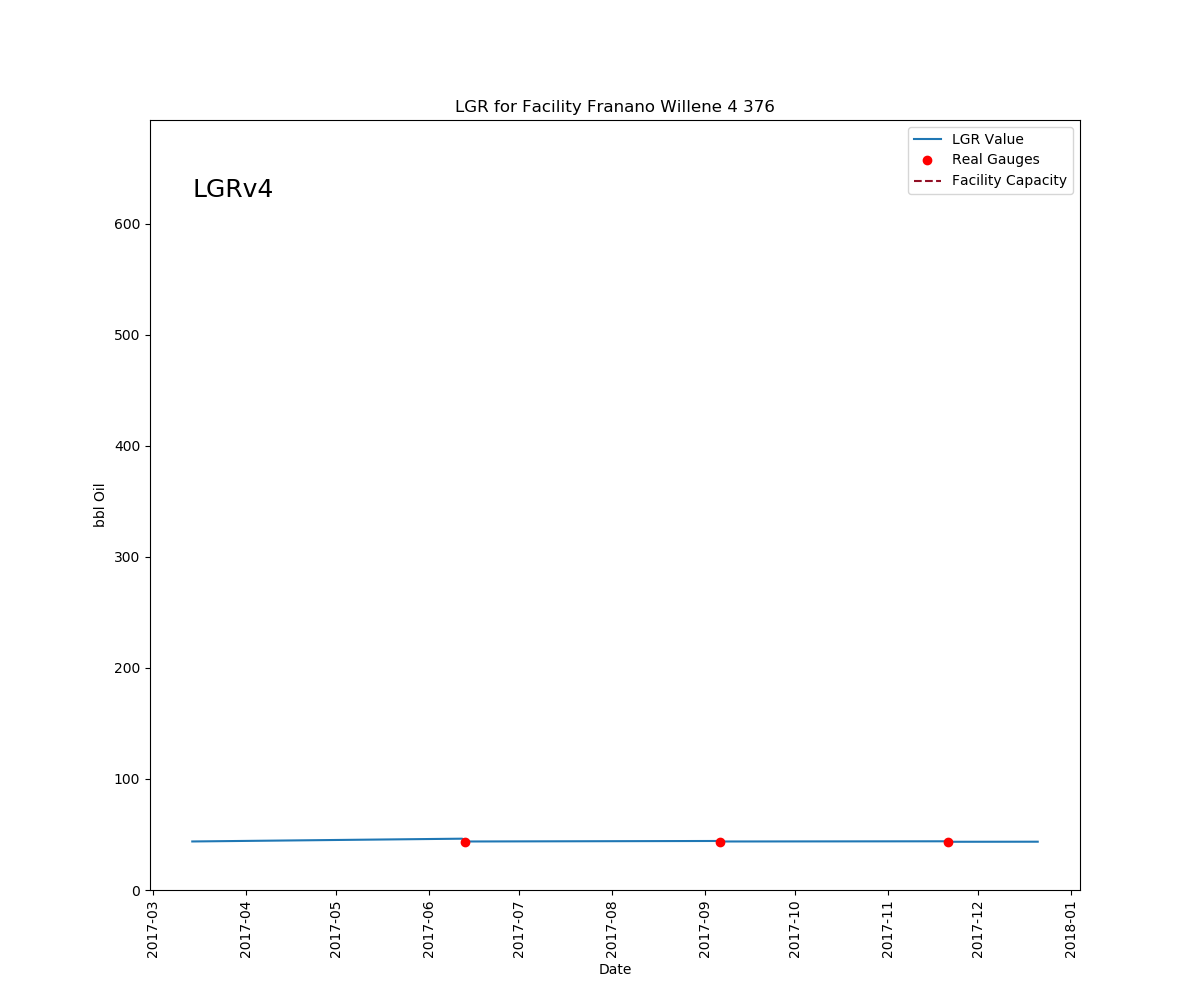 LGR for Facility Franano Willene 4 376
LGRv4
LGR Value
Real Gauges
Facility Capacity
600
500
400
300
200
100
0
bbl Oil
2017-03
2017-04
2017-05
2017-06
2017-07
2017-08
2017-09
2017-10
2017-11
2017-12
2018-01
Date